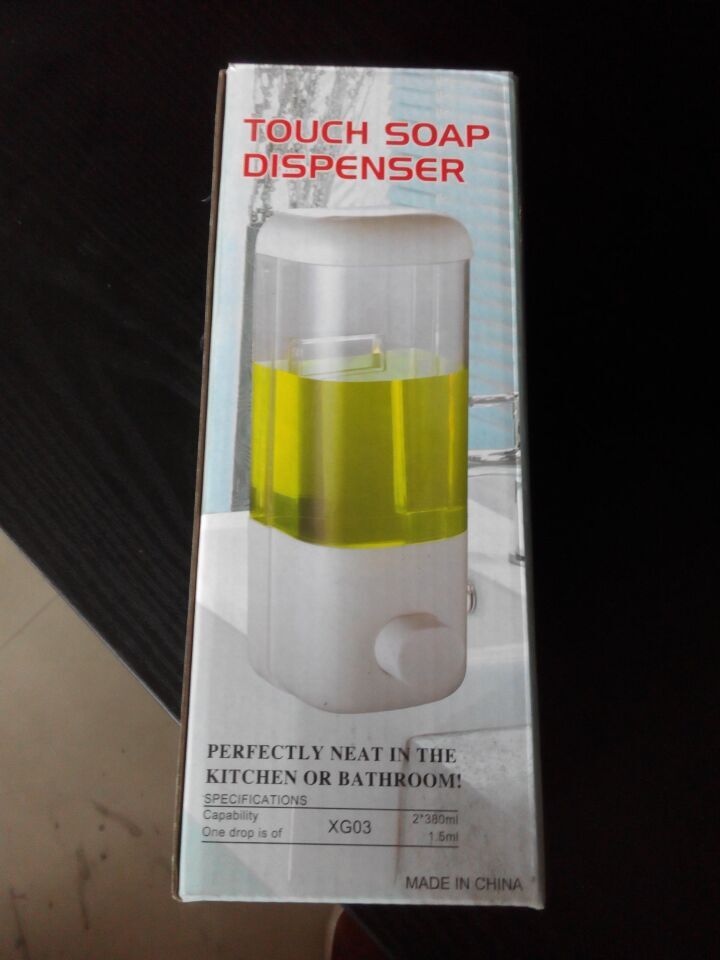 TOUCH SOAP
DISPENSER
PERFECTLY NEAT IN THE
KITCHEN OR BATHROOM!
SPECIFICATIONS
Capability XG03 2*380ml
One drop is of 1.5ml
MADE IN CHINA